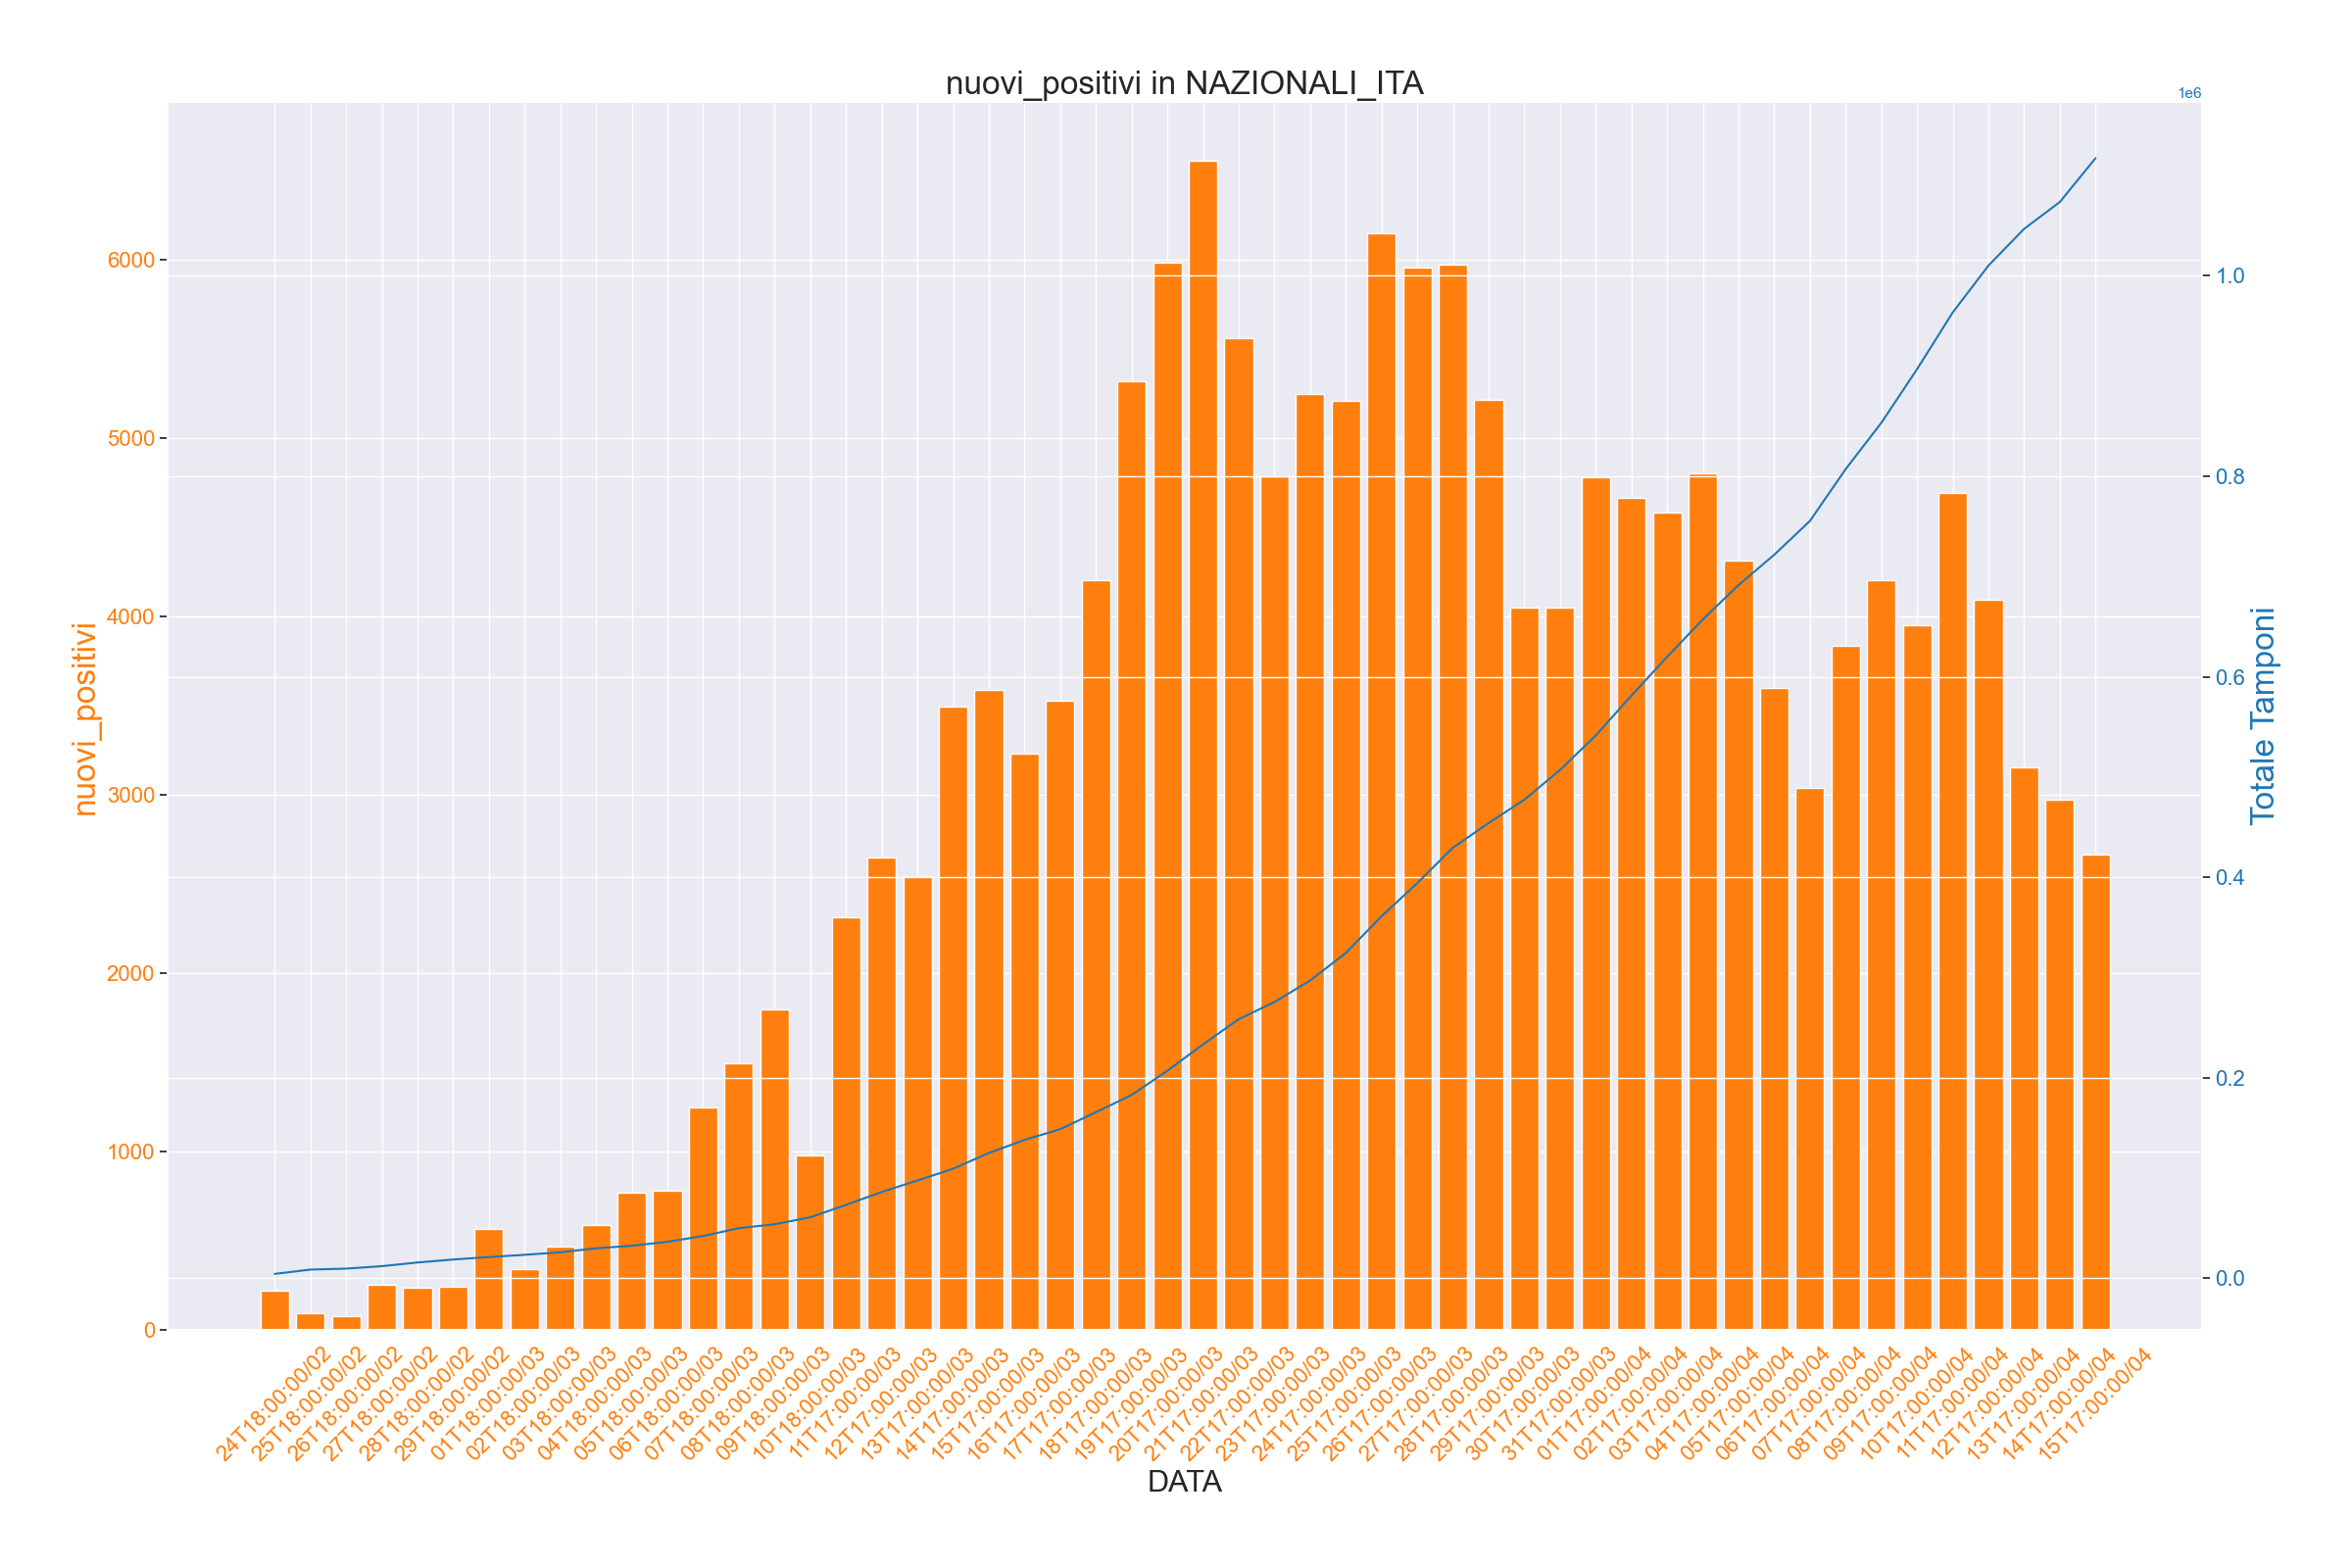 nuovi_positivi in NAZIONALI_ITA
1e6
6000
5000
4000
3000
2000
1000
0
nuovi_positivi
1.0
0.8
0.6
0.4
0.2
0.0
Totale Tamponi
24T18:00:00/02
25T18:00:00/02
26T18:00:00/02
27T18:00:00/02
28T18:00:00/02
29T18:00:00/02
01T18:00:00/03
02T18:00:00/03
03T18:00:00/03
04T18:00:00/03
05T18:00:00/03
06T18:00:00/03
07T18:00:00/03
08T18:00:00/03
09T18:00:00/03
10T18:00:00/03
11T17:00:00/03
12T17:00:00/03
13T17:00:00/03
14T17:00:00/03
15T17:00:00/03
16T17:00:00/03
17T17:00:00/03
18T17:00:00/03
19T17:00:00/03
20T17:00:00/03
21T17:00:00/03
22T17:00:00/03
23T17:00:00/03
24T17:00:00/03
25T17:00:00/03
26T17:00:00/03
27T17:00:00/03
28T17:00:00/03
29T17:00:00/03
30T17:00:00/03
31T17:00:00/03
01T17:00:00/04
02T17:00:00/04
03T17:00:00/04
04T17:00:00/04
05T17:00:00/04
06T17:00:00/04
07T17:00:00/04
08T17:00:00/04
09T17:00:00/04
10T17:00:00/04
11T17:00:00/04
12T17:00:00/04
13T17:00:00/04
14T17:00:00/04
15T17:00:00/04
DATA